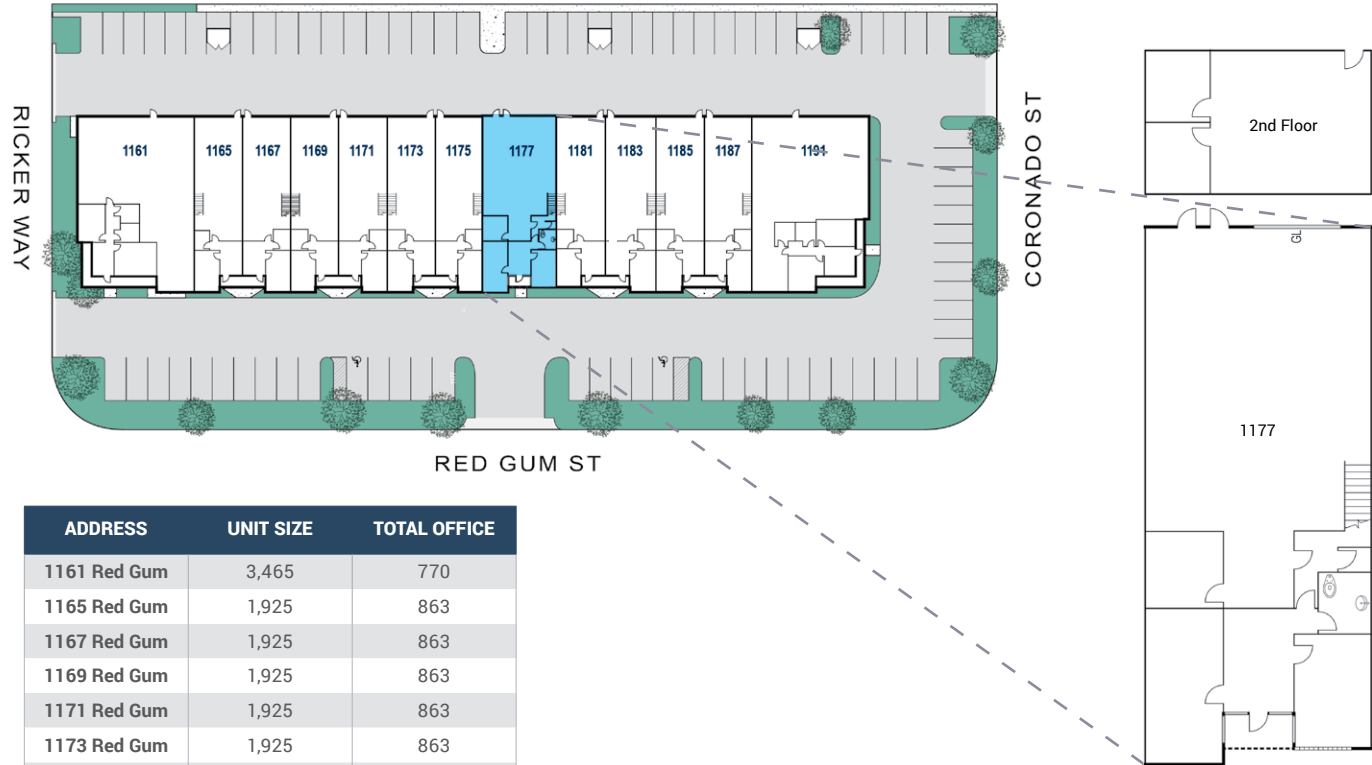 RICKER WAY
1161 1165 1167 1169 1171 1173 1175 1177 1181 1183 1185 1187 1191
CORONADO ST
RED GUM ST
2nd Floor
GL
1177
ADDRESS UNIT SIZE TOTAL OFFICE
1161 Red Gum 3,465 770
1165 Red Gum 1,925 863
1167 Red Gum 1,925 863
1169 Red Gum 1,925 863
1171 Red Gum 1,925 863
1173 Red Gum 1,925 863